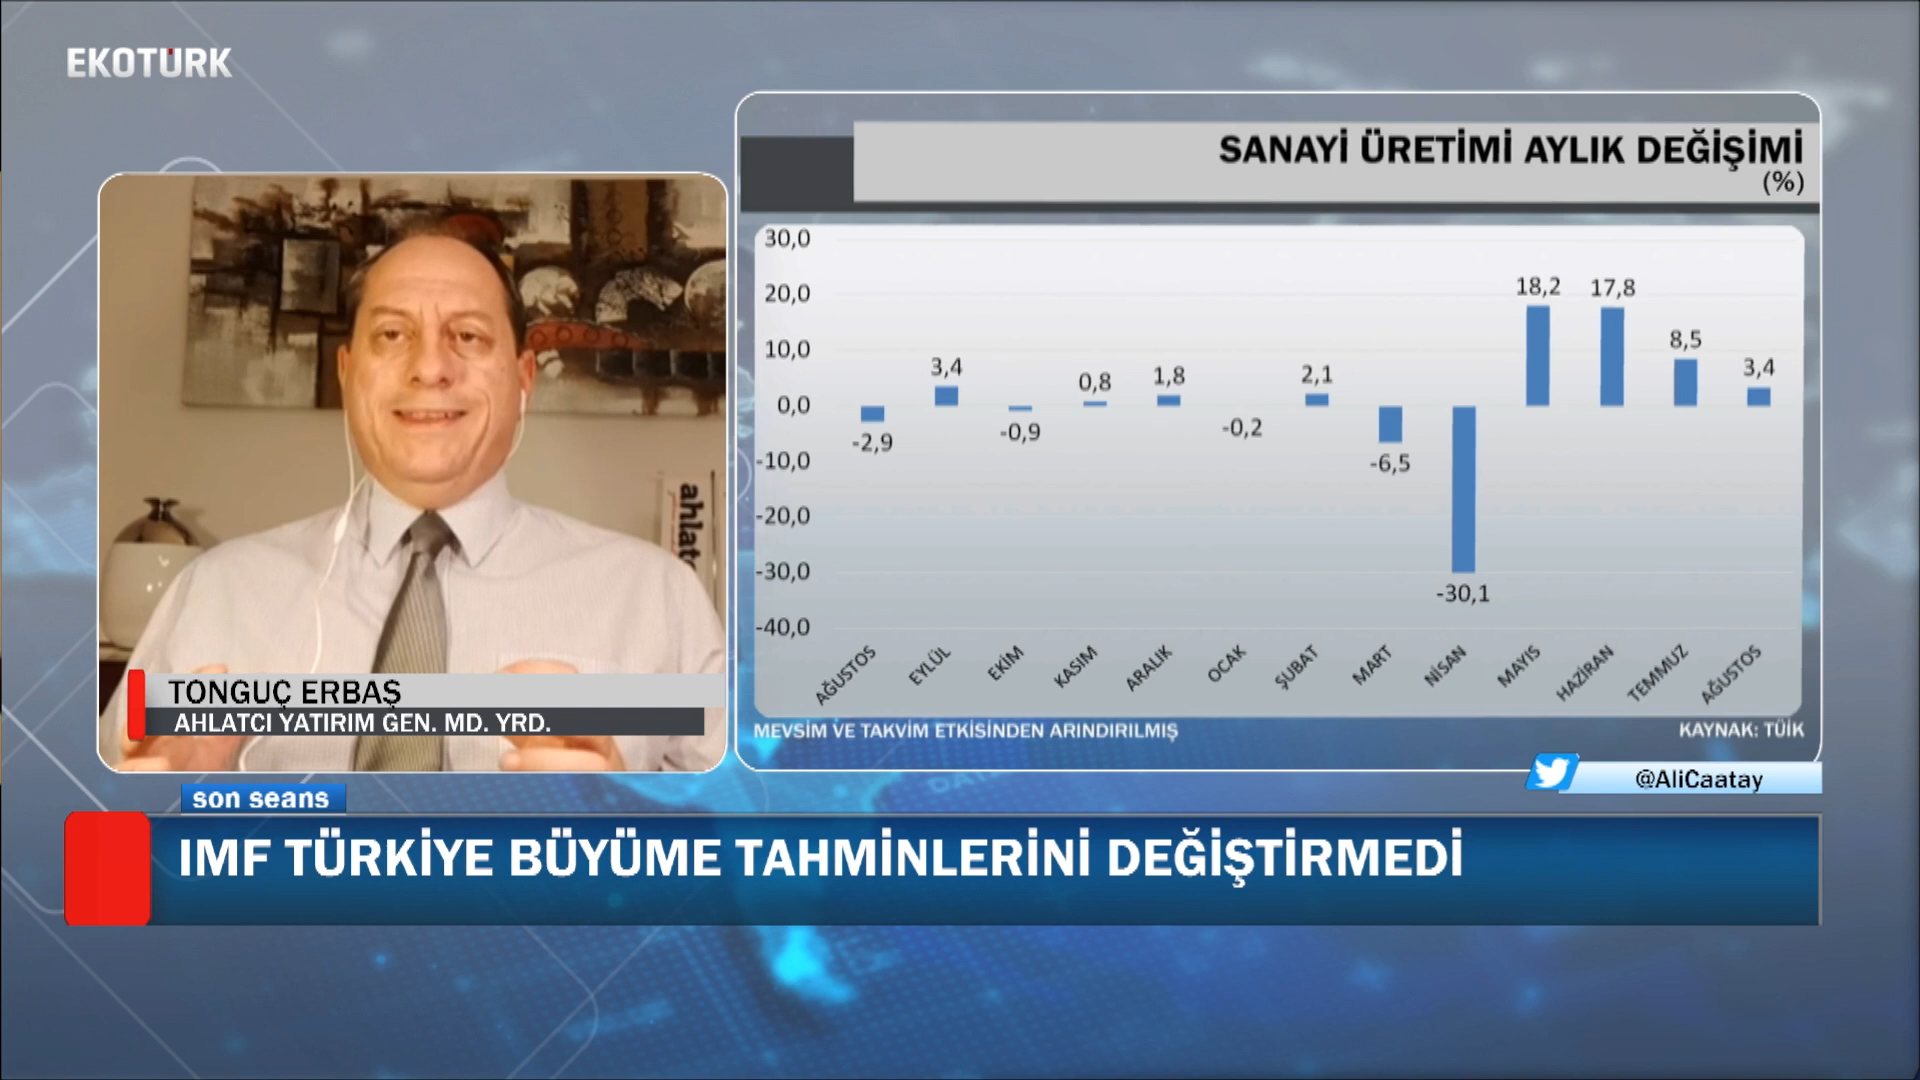 EKOTÜRK
SANAYİ ÜRETİMİ AYLIK DEĞİŞİMİ
(%)
30,0
20,0
10,0
0,0
-10,0
-20,0
-30,0
-40,0
-2,9
3,4
-0,9
0,8
1,8
-0,2
2,1
-6,5
-30,1
18,2
17,8
8,5
3,4
AĞUSTOS
EYLÜL
EKİM
KASIM
ARALIK
OCAK
ŞUBAT
MART
NİSAN
MAYIS
HAZİRAN
TEMMUZ
AĞUSTOS
MEVSİM VE TAKVİM ETKİSİNDEN ARINDIRILMIŞ
KAYNAK: TÜİK
TONGUÇ ERBAŞ
AHLATCI YATIRIM GEN. MD. YRD.
@AliCaatay
son seans
IMF TÜRKİYE BÜYÜME TAHMİNLERİNİ DEĞİŞTİRMEDİ